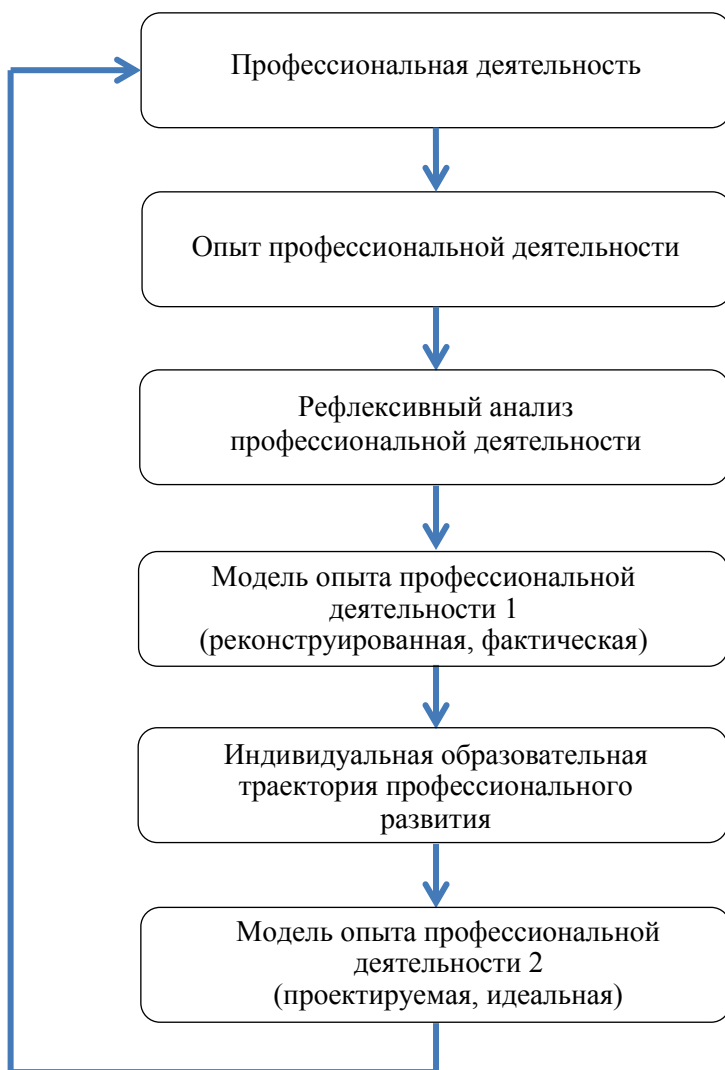 Профессиональная деятельность
Опыт профессиональной деятельности
Рефлексивный анализ
профессиональной деятельности
Модель опыта профессиональной
деятельности 1
(реконструированная, фактическая)
Индивидуальная образовательная
траектория профессионального
развития
Модель опыта профессиональной
деятельности 2
(проектируемая, идеальная)